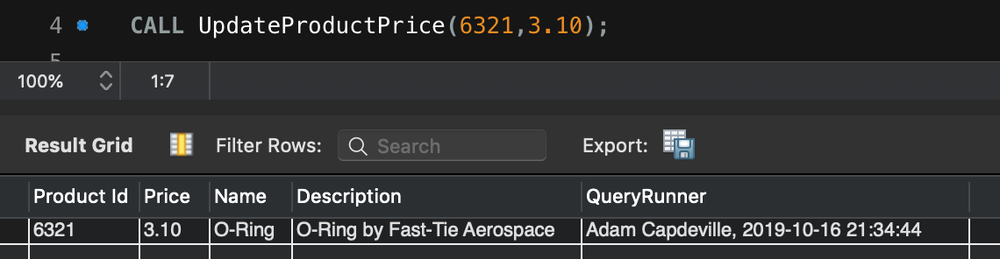 4 CALL UpdateProductPrice(6321,3.10);
5
100% 1:7
Result Grid Filter Rows: Search Export:
Product Id Price Name Description QueryRunner
6321 3.10 O-Ring O-Ring by Fast-Tie Aerospace Adam Capdeville, 2019-10-16 21:34:44